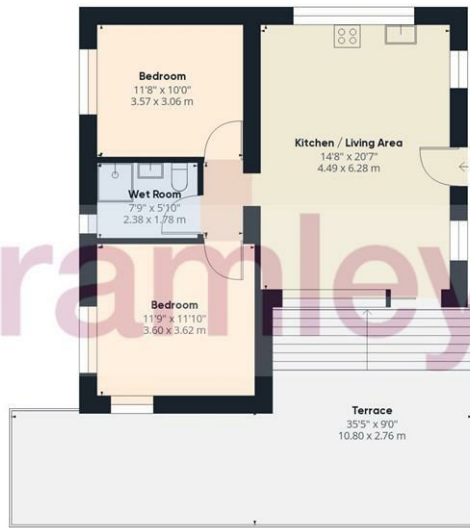 Bedroom
11'8" x 10'0"
3.57 x 3.06 m
Kitchen / Living Area
14'8" x 20'7"
4.49 x 6.28 m
Wet Room
7'9" x 5'10"
2.38 x 1.78 m
ramley
Bedroom
11'9" x 11'10"
3.60 x 3.62 m
Terrace
35'5" x 9'0"
10.80 x 2.76 m